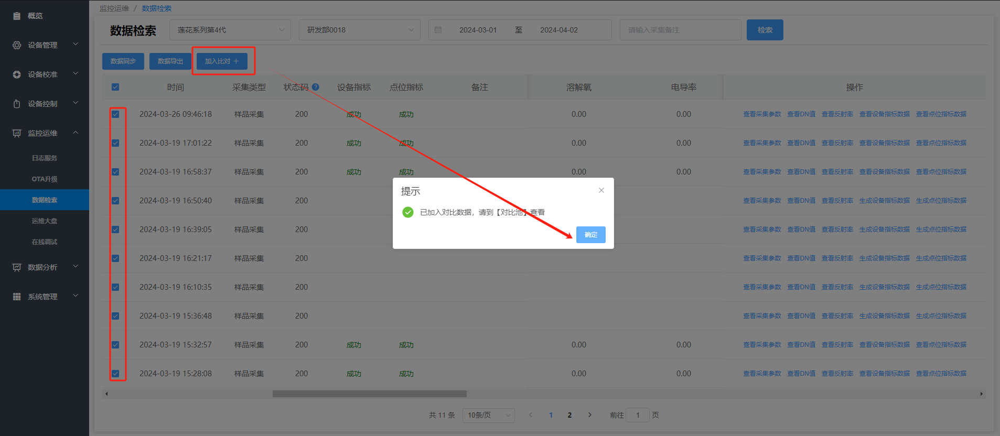 监控运维 / 数据检索
概览
设备管理
设备校准
设备控制
监控运维
日志服务
OTA升级
数据检索
运维大盘
在线调试
数据分析
系统管理
数据检索 莲花系列第4代 研发部0018 2024-03-01 至 2024-04-02 请输入采集备注 检索
数据同步 数据导出 加入比对 +
时间 采集类型 状态码 ? 设备指标 点位指标 备注 溶解氧 电导率 操作
2024-03-26 09:46:18 样品采集 200 成功 成功 0.00 0.00 查看采集参数 查看DN值 查看反射率 查看设备指标数据 查看点位指标数据
2024-03-19 17:01:22 样品采集 200 成功 成功 0.00 0.00 查看采集参数 查看DN值 查看反射率 查看设备指标数据 查看点位指标数据
2024-03-19 16:58:37 样品采集 200 成功 成功 0.00 0.00 查看采集参数 查看DN值 查看反射率 查看设备指标数据 查看点位指标数据
2024-03-19 16:50:40 样品采集 200 查看采集参数 查看DN值 查看反射率 生成设备指标数据 生成点位指标数据
2024-03-19 16:39:05 样品采集 200 查看采集参数 查看DN值 查看反射率 生成设备指标数据 生成点位指标数据
2024-03-19 16:21:17 样品采集 200 查看采集参数 查看DN值 查看反射率 生成设备指标数据 生成点位指标数据
2024-03-19 16:10:35 样品采集 200 查看采集参数 查看DN值 查看反射率 生成设备指标数据 生成点位指标数据
2024-03-19 15:36:48 样品采集 200 查看采集参数 查看DN值 查看反射率 生成设备指标数据 生成点位指标数据
2024-03-19 15:32:57 样品采集 200 成功 成功 0.00 0.00 查看采集参数 查看DN值 查看反射率 查看设备指标数据 查看点位指标数据
2024-03-19 15:28:08 样品采集 200 成功 成功 0.00 0.00 查看采集参数 查看DN值 查看反射率 查看设备指标数据 查看点位指标数据
提示
已加入对比数据，请到【对比池】查看
确定
共 11 条 10条/页 1 2 前往 1 页